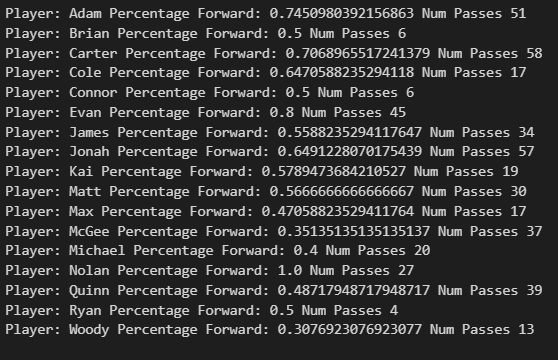 Player: Adam Percentage Forward: 0.7450980392156863 Num Passes 51
Player: Brian Percentage Forward: 0.5 Num Passes 6
Player: Carter Percentage Forward: 0.7068965517241379 Num Passes 58
Player: Cole Percentage Forward: 0.6470588235294118 Num Passes 17
Player: Connor Percentage Forward: 0.5 Num Passes 6
Player: Evan Percentage Forward: 0.8 Num Passes 45
Player: James Percentage Forward: 0.5588235294117647 Num Passes 34
Player: Jonah Percentage Forward: 0.6491228070175439 Num Passes 57
Player: Kai Percentage Forward: 0.5789473684210527 Num Passes 19
Player: Matt Percentage Forward: 0.5666666666666667 Num Passes 30
Player: Max Percentage Forward: 0.47058823529411764 Num Passes 17
Player: McGee Percentage Forward: 0.35135135135135137 Num Passes 37
Player: Michael Percentage Forward: 0.4 Num Passes 20
Player: Nolan Percentage Forward: 1.0 Num Passes 27
Player: Quinn Percentage Forward: 0.48717948717948717 Num Passes 39
Player: Ryan Percentage Forward: 0.5 Num Passes 4
Player: Woody Percentage Forward: 0.3076923076923077 Num Passes 13